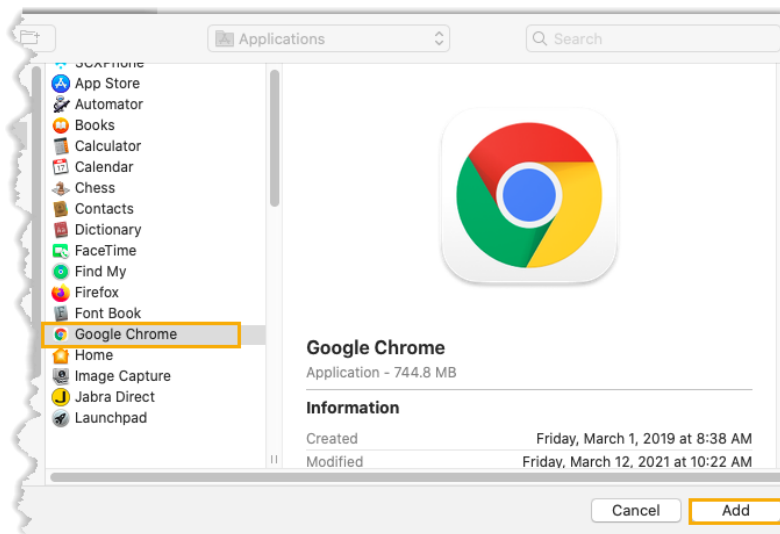 Applications
Search
SCXPhone
App Store
Automator
Books
Calculator
17
Calendar
Chess
Contacts
Dictionary
FaceTime
Find My
Firefox
Font Book
Google Chrome
Home
Image Capture
Jabra Direct
Launchpad
Google Chrome
Application - 744.8 MB
Information
Created Friday, March 1, 2019 at 8:38 AM
Modified Friday, March 12, 2021 at 10:22 AM
Cancel Add